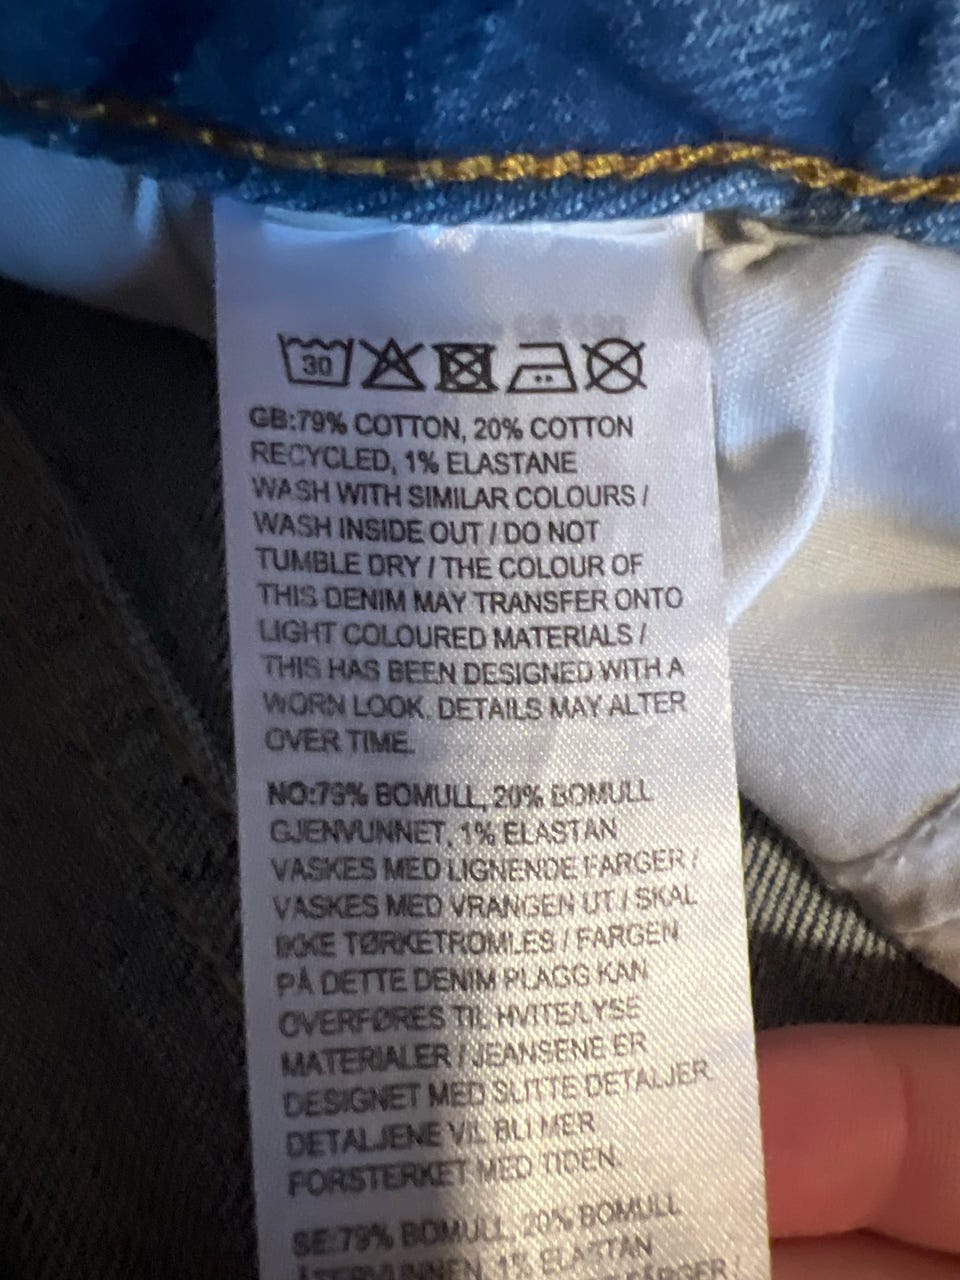 30
GB:79% COTTON, 20% COTTON
RECYCLED, 1% ELASTANE
WASH WITH SIMILAR COLOURS /
WASH INSIDE OUT / DO NOT
TUMBLE DRY / THE COLOUR OF
THIS DENIM MAY TRANSFER ONTO
LIGHT COLOURED MATERIALS /
THIS HAS BEEN DESIGNED WITH A
WORN LOOK. DETAILS MAY ALTER
OVER TIME.
NO:79% BOMULL, 20% BOMULL
GJENVUNNET, 1% ELASTAN
VASKES MED LIGNENDE FARGER /
VASKES MED VRANGEN UT / SKAL
IKKE TØRKETROMLES / FARGEN
PÅ DETTE DENIM PLAGG KAN
OVERFØRES TIL HVITE/LYSE
MATERIALER / JEANSENE ER
DESIGNET MED SLITTE DETALJER.
DETALJENE VIL BLI MER
FORSTERKET MED TIDEN.
SE:79% BOMULL, 20% BOMULL
ÅTERVUNNEN, 1% ELASTAN